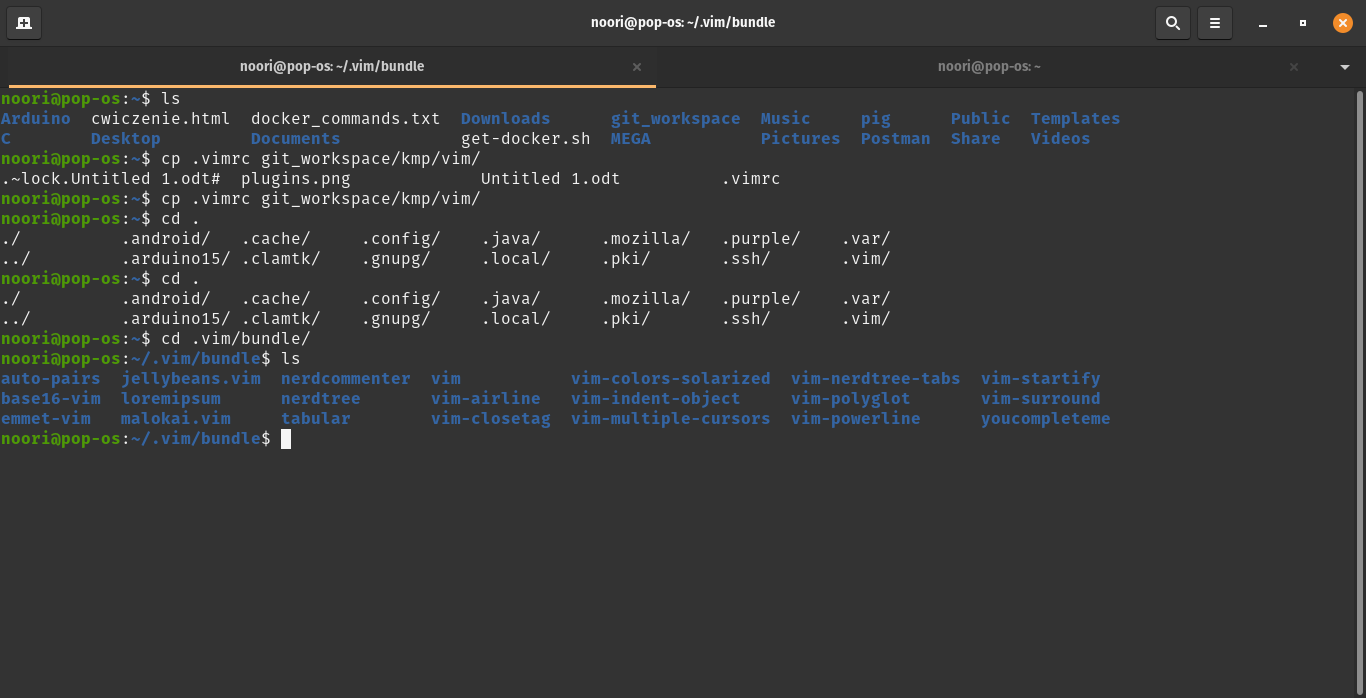 noori@pop-os: ~/.vim/bundle
noori@pop-os: ~/.vim/bundle × noori@pop-os: ~ ×
noori@pop-os:~$ ls
Arduino cwiczenie.html docker_commands.txt Downloads git_workspace Music pig Public Templates
C Desktop Documents get-docker.sh MEGA Pictures Postman Share Videos
noori@pop-os:~$ cp .vimrc git_workspace/kmp/vim/
.~lock.Untitled 1.odt# plugins.png Untitled 1.odt .vimrc
noori@pop-os:~$ cp .vimrc git_workspace/kmp/vim/
noori@pop-os:~$ cd .
./ .android/ .cache/ .config/ .java/ .mozilla/ .purple/ .var/
../ .arduino15/ .clamtk/ .gnupg/ .local/ .pki/ .ssh/ .vim/
noori@pop-os:~$ cd .
./ .android/ .cache/ .config/ .java/ .mozilla/ .purple/ .var/
../ .arduino15/ .clamtk/ .gnupg/ .local/ .pki/ .ssh/ .vim/
noori@pop-os:~$ cd .vim/bundle/
noori@pop-os:~/.vim/bundle$ ls
auto-pairs jellybeans.vim nerdcommenter vim vim-colors-solarized vim-nerdtree-tabs vim-startify
base16-vim loremipsum nerdtree vim-airline vim-indent-object vim-polyglot vim-surround
emmet-vim malokai.vim tabular vim-closetag vim-multiple-cursors vim-powerline youcompleteme
noori@pop-os:~/.vim/bundle$